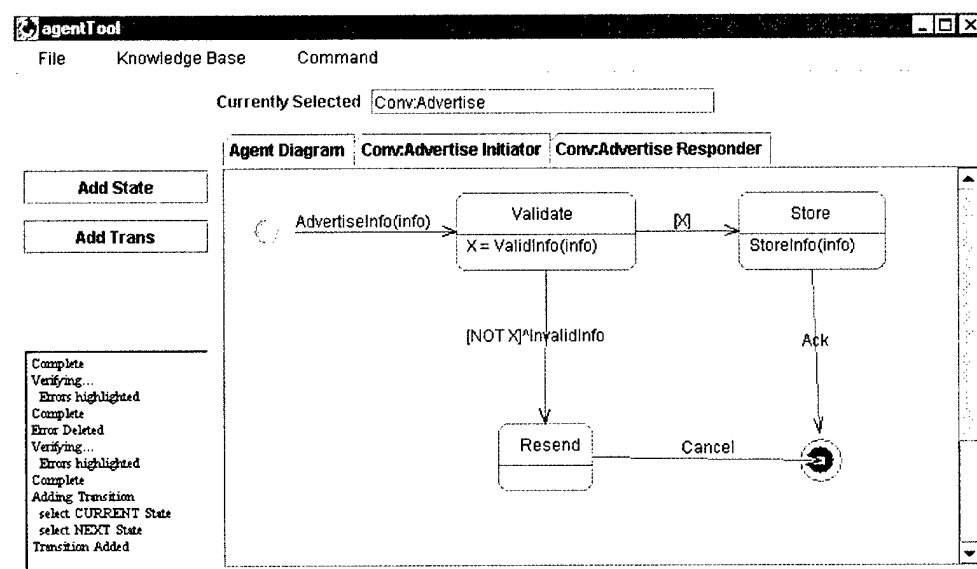 agentTool
File Knowledge Base Command
Currently Selected Conv:Advertise
Agent Diagram Conv:Advertise Initiator Conv:Advertise Responder
Add State
Add Trans
AdvertiseInfo(info)
Validate
X = ValidInfo(info)
[X]
Store
StoreInfo(info)
[NOT X]^InvalidInfo
Ack
Resend
Cancel
Complete
Verifying...
Errors highlighted
Complete
Error Deleted
Verifying...
Errors highlighted
Complete
Adding Transition
select CURRENT State
select NEXT State
Transition Added